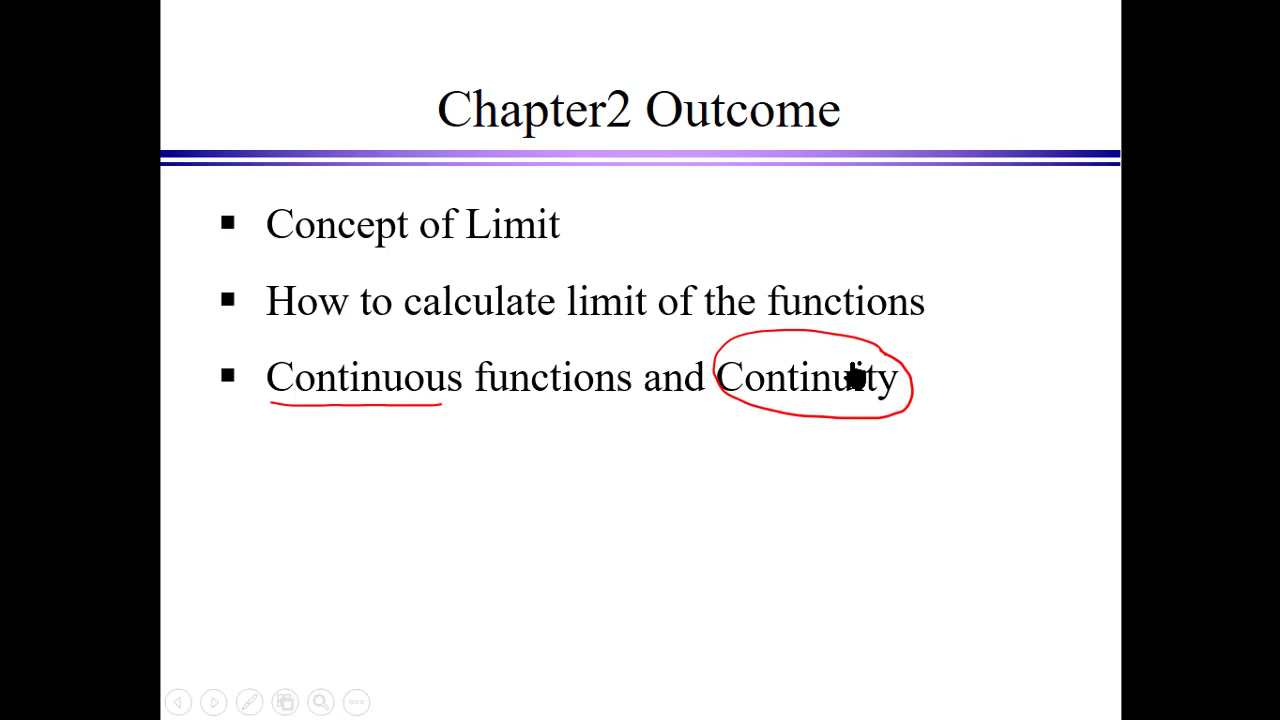 Chapter2 Outcome
Concept of Limit
How to calculate limit of the functions
Continuous functions and Continuity